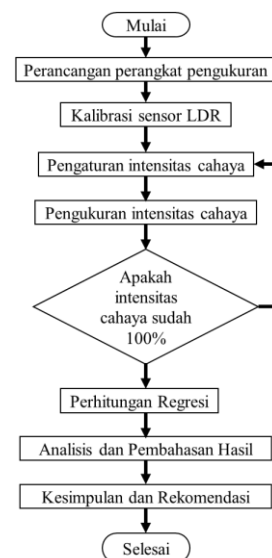 Mulai
Perancangan perangkat pengukuran
Kalibrasi sensor LDR
Pengaturan intensitas cahaya
Pengukuran intensitas cahaya
Apakah
intensitas
cahaya sudah
100%
Perhitungan Regresi
Analisis dan Pembahasan Hasil
Kesimpulan dan Rekomendasi
Selesai